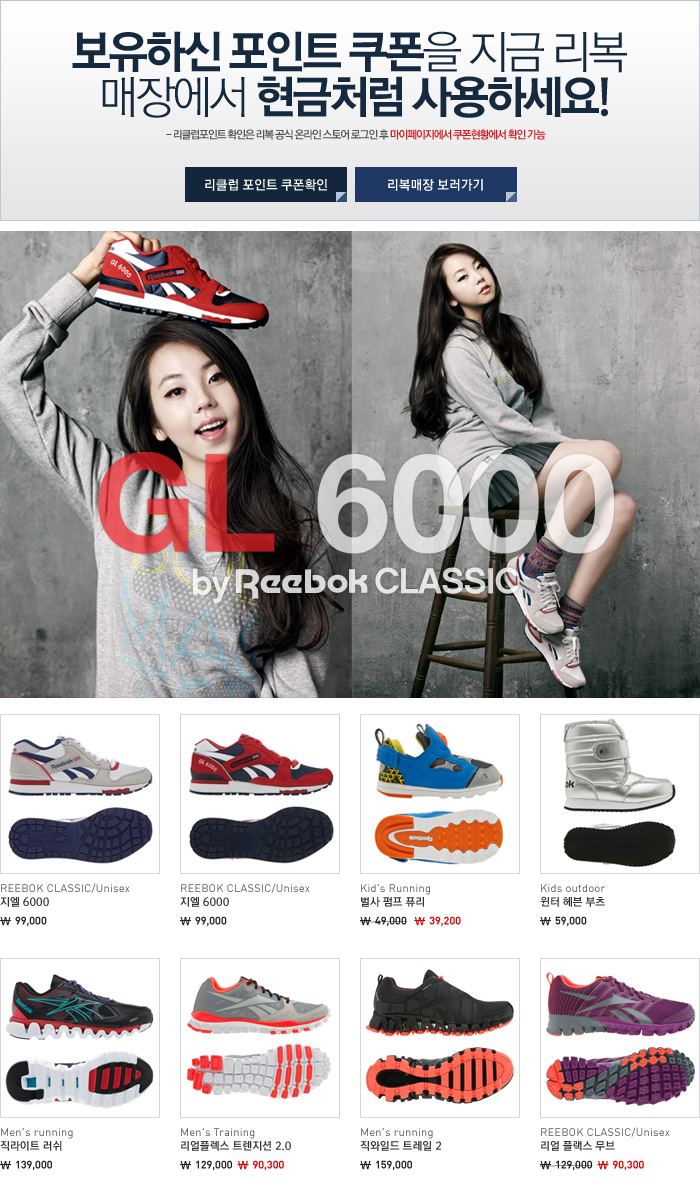 보유하신 포인트 쿠폰을 지금 리복
매장에서 현금처럼 사용하세요!
- 리클럽포인트 확인은 리복 공식 온라인 스토어 로그인 후 마이페이지에서 쿠폰현황에서 확인 가능
리클럽 포인트 쿠폰확인
리복매장 보러가기
GL 6000
Reebok
GL 6000
by Reebok CLASSIC
Reebok
GL 6000
REEBOK CLASSIC/Unisex
지엘 6000
₩ 99,000
REEBOK CLASSIC/Unisex
지엘 6000
₩ 99,000
Kid's Running
벌사 펌프 퓨리
₩ 49,000 ₩ 39,200
Kids outdoor
윈터 헤븐 부츠
₩ 59,000
Reebok
Men's running
직라이트 러쉬
₩ 139,000
Men's Training
리얼플렉스 트렌지션 2.0
₩ 129,000 ₩ 90,300
Men's running
직와일드 트레일 2
₩ 159,000
REEBOK CLASSIC/Unisex
리얼 플랙스 무브
₩ 129,000 ₩ 90,300